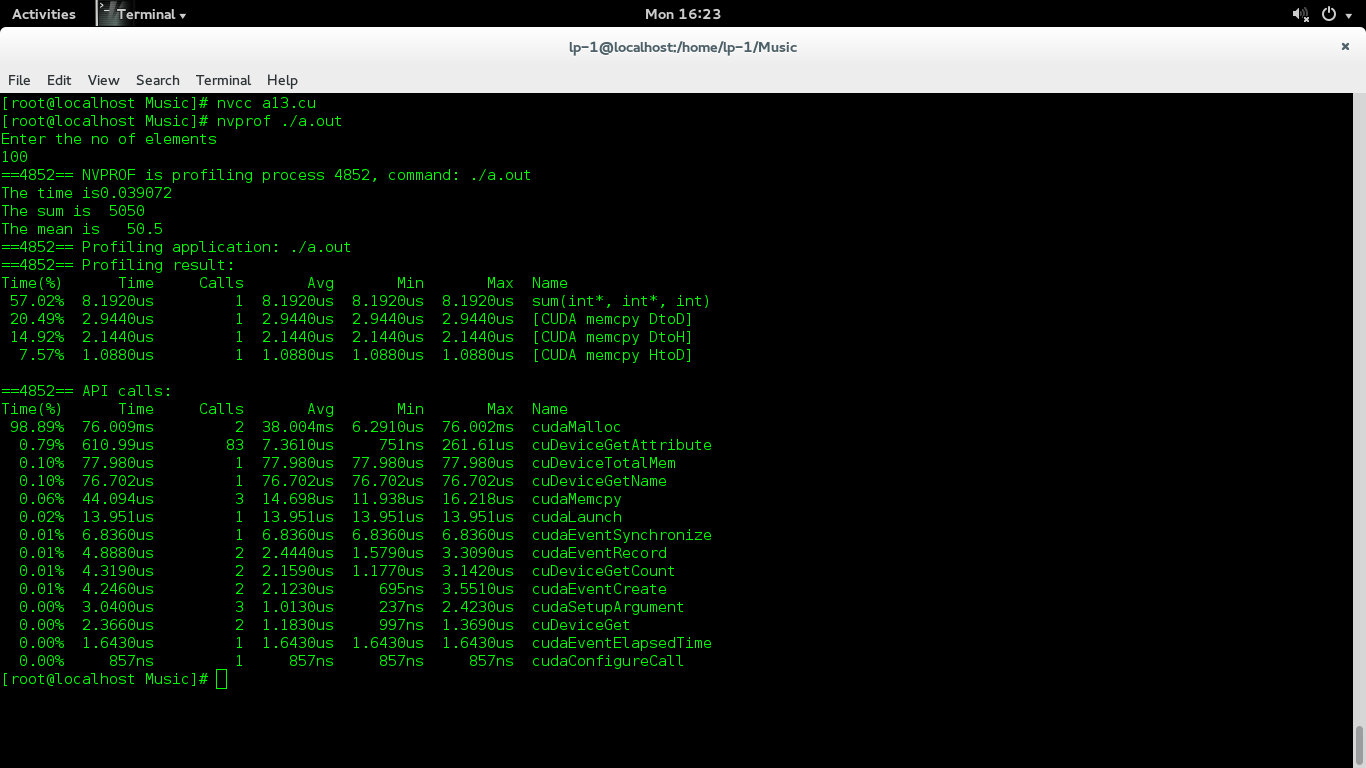 Activities Terminal Mon 16:23
lp-1@localhost:/home/lp-1/Music ×
File Edit View Search Terminal Help
[root@localhost Music]# nvcc a13.cu
[root@localhost Music]# nvprof ./a.out
Enter the no of elements
100
==4852== NVPROF is profiling process 4852, command: ./a.out
The time is0.039072
The sum is  5050
The mean is   50.5
==4852== Profiling application: ./a.out
==4852== Profiling result:
Time(%)      Time     Calls       Avg       Min       Max  Name
 57.02%  8.1920us         1  8.1920us  8.1920us  8.1920us  sum(int*, int*, int)
 20.49%  2.9440us         1  2.9440us  2.9440us  2.9440us  [CUDA memcpy DtoD]
 14.92%  2.1440us         1  2.1440us  2.1440us  2.1440us  [CUDA memcpy DtoH]
  7.57%  1.0880us         1  1.0880us  1.0880us  1.0880us  [CUDA memcpy HtoD]
==4852== API calls:
Time(%)      Time     Calls       Avg       Min       Max  Name
 98.89%  76.009ms         2  38.004ms  6.2910us  76.002ms  cudaMalloc
  0.79%  610.99us        83  7.3610us     751ns  261.61us  cuDeviceGetAttribute
  0.10%  77.980us         1  77.980us  77.980us  77.980us  cuDeviceTotalMem
  0.10%  76.702us         1  76.702us  76.702us  76.702us  cuDeviceGetName
  0.06%  44.094us         3  14.698us  11.938us  16.218us  cudaMemcpy
  0.02%  13.951us         1  13.951us  13.951us  13.951us  cudaLaunch
  0.01%  6.8360us         1  6.8360us  6.8360us  6.8360us  cudaEventSynchronize
  0.01%  4.8880us         2  2.4440us  1.5790us  3.3090us  cudaEventRecord
  0.01%  4.3190us         2  2.1590us  1.1770us  3.1420us  cuDeviceGetCount
  0.01%  4.2460us         2  2.1230us     695ns  3.5510us  cudaEventCreate
  0.00%  3.0400us         3  1.0130us     237ns  2.4230us  cudaSetupArgument
  0.00%  2.3660us         2  1.1830us     997ns  1.3690us  cuDeviceGet
  0.00%  1.6430us         1  1.6430us  1.6430us  1.6430us  cudaEventElapsedTime
  0.00%     857ns         1     857ns     857ns     857ns  cudaConfigureCall
[root@localhost Music]#